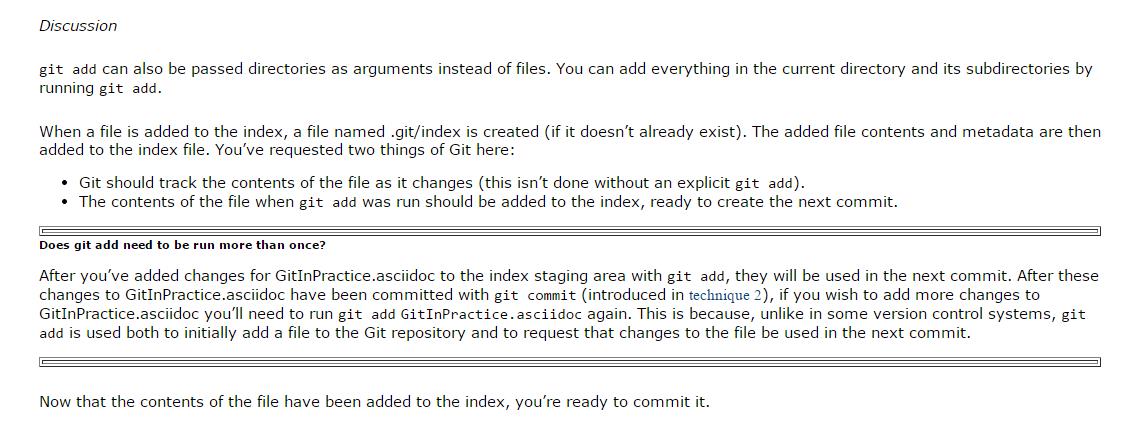 Discussion
git add can also be passed directories as arguments instead of files. You can add everything in the current directory and its subdirectories by
running git add.
When a file is added to the index, a file named .git/index is created (if it doesn’t already exist). The added file contents and metadata are then
added to the index file. You’ve requested two things of Git here:
• Git should track the contents of the file as it changes (this isn’t done without an explicit git add).
• The contents of the file when git add was run should be added to the index, ready to create the next commit.
Does git add need to be run more than once?
After you’ve added changes for GitInPractice.asciidoc to the index staging area with git add, they will be used in the next commit. After these
changes to GitInPractice.asciidoc have been committed with git commit (introduced in technique 2), if you wish to add more changes to
GitInPractice.asciidoc you’ll need to run git add GitInPractice.asciidoc again. This is because, unlike in some version control systems, git
add is used both to initially add a file to the Git repository and to request that changes to the file be used in the next commit.
Now that the contents of the file have been added to the index, you’re ready to commit it.